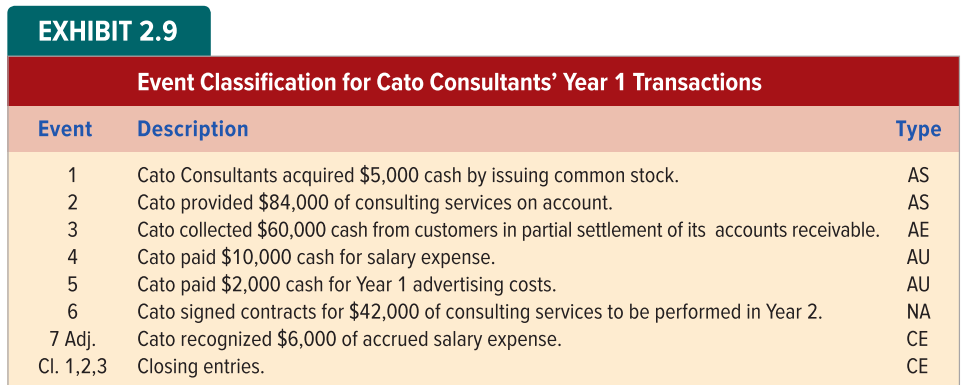 EXHIBIT 2.9
Event Classification for Cato Consultants' Year 1 Transactions
Event Description Type
1 Cato Consultants acquired $5,000 cash by issuing common stock. AS
2 Cato provided $84,000 of consulting services on account. AS
3 Cato collected $60,000 cash from customers in partial settlement of its accounts receivable. AE
4 Cato paid $10,000 cash for salary expense. AU
5 Cato paid $2,000 cash for Year 1 advertising costs. AU
6 Cato signed contracts for $42,000 of consulting services to be performed in Year 2. NA
7 Adj. Cato recognized $6,000 of accrued salary expense. CE
Cl. 1,2,3 Closing entries. CE